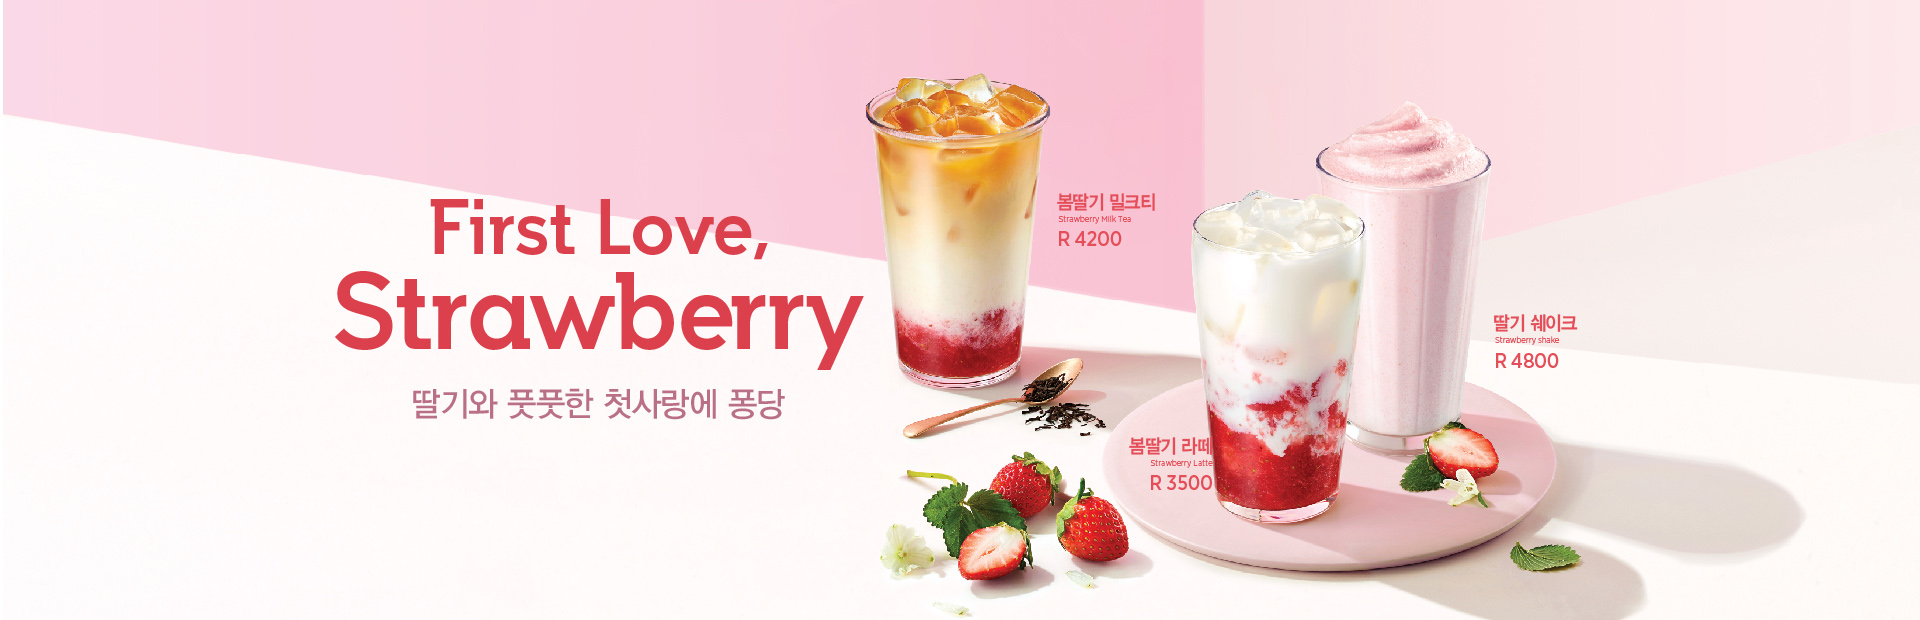 First Love,
Strawberry
딸기와 풋풋한 첫사랑에 퐁당
봄딸기 밀크티
Strawberry Milk Tea
R 4200
딸기 쉐이크
Strawberry shake
R 4800
봄딸기 라떼
Strawberry Latte
R 3500